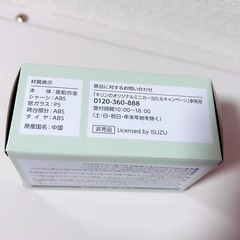 材質表示
本体:亜鉛合金
シャーシ:ABS
窓ガラス:PS
荷台部分:ABS
タイヤ:ABS
原産国名:中国
景品に対するお問い合わせ
「キリンのオリジナルミニカー当たるキャンペーン」事務局
0120-360-888
受付時間10:00～18:00
(土・日・祝日・年末年始を除く)
非売品 Licensed by ISUZU